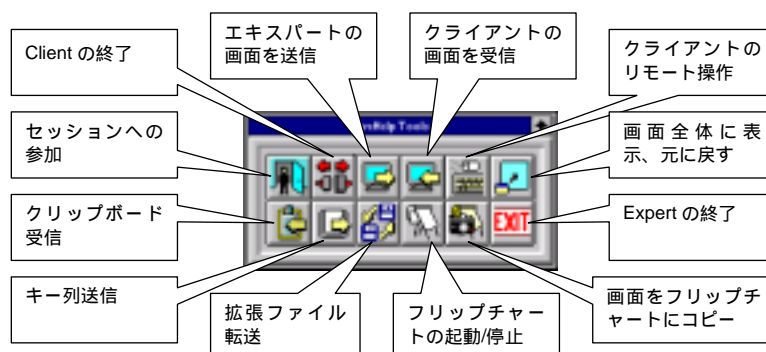 エキスパートの
画面を送信
クライアントの
画面を受信
Client の終了
クライアントの
リモート操作
Help Tools
セッションへの
参加
画面全体に表
示、元に戻す
クリップボード
受信
EXIT
Expert の終了
キー列送信
拡張ファイル
転送
フリップチャー
トの起動/停止
画面をフリップチ
ャートにコピー